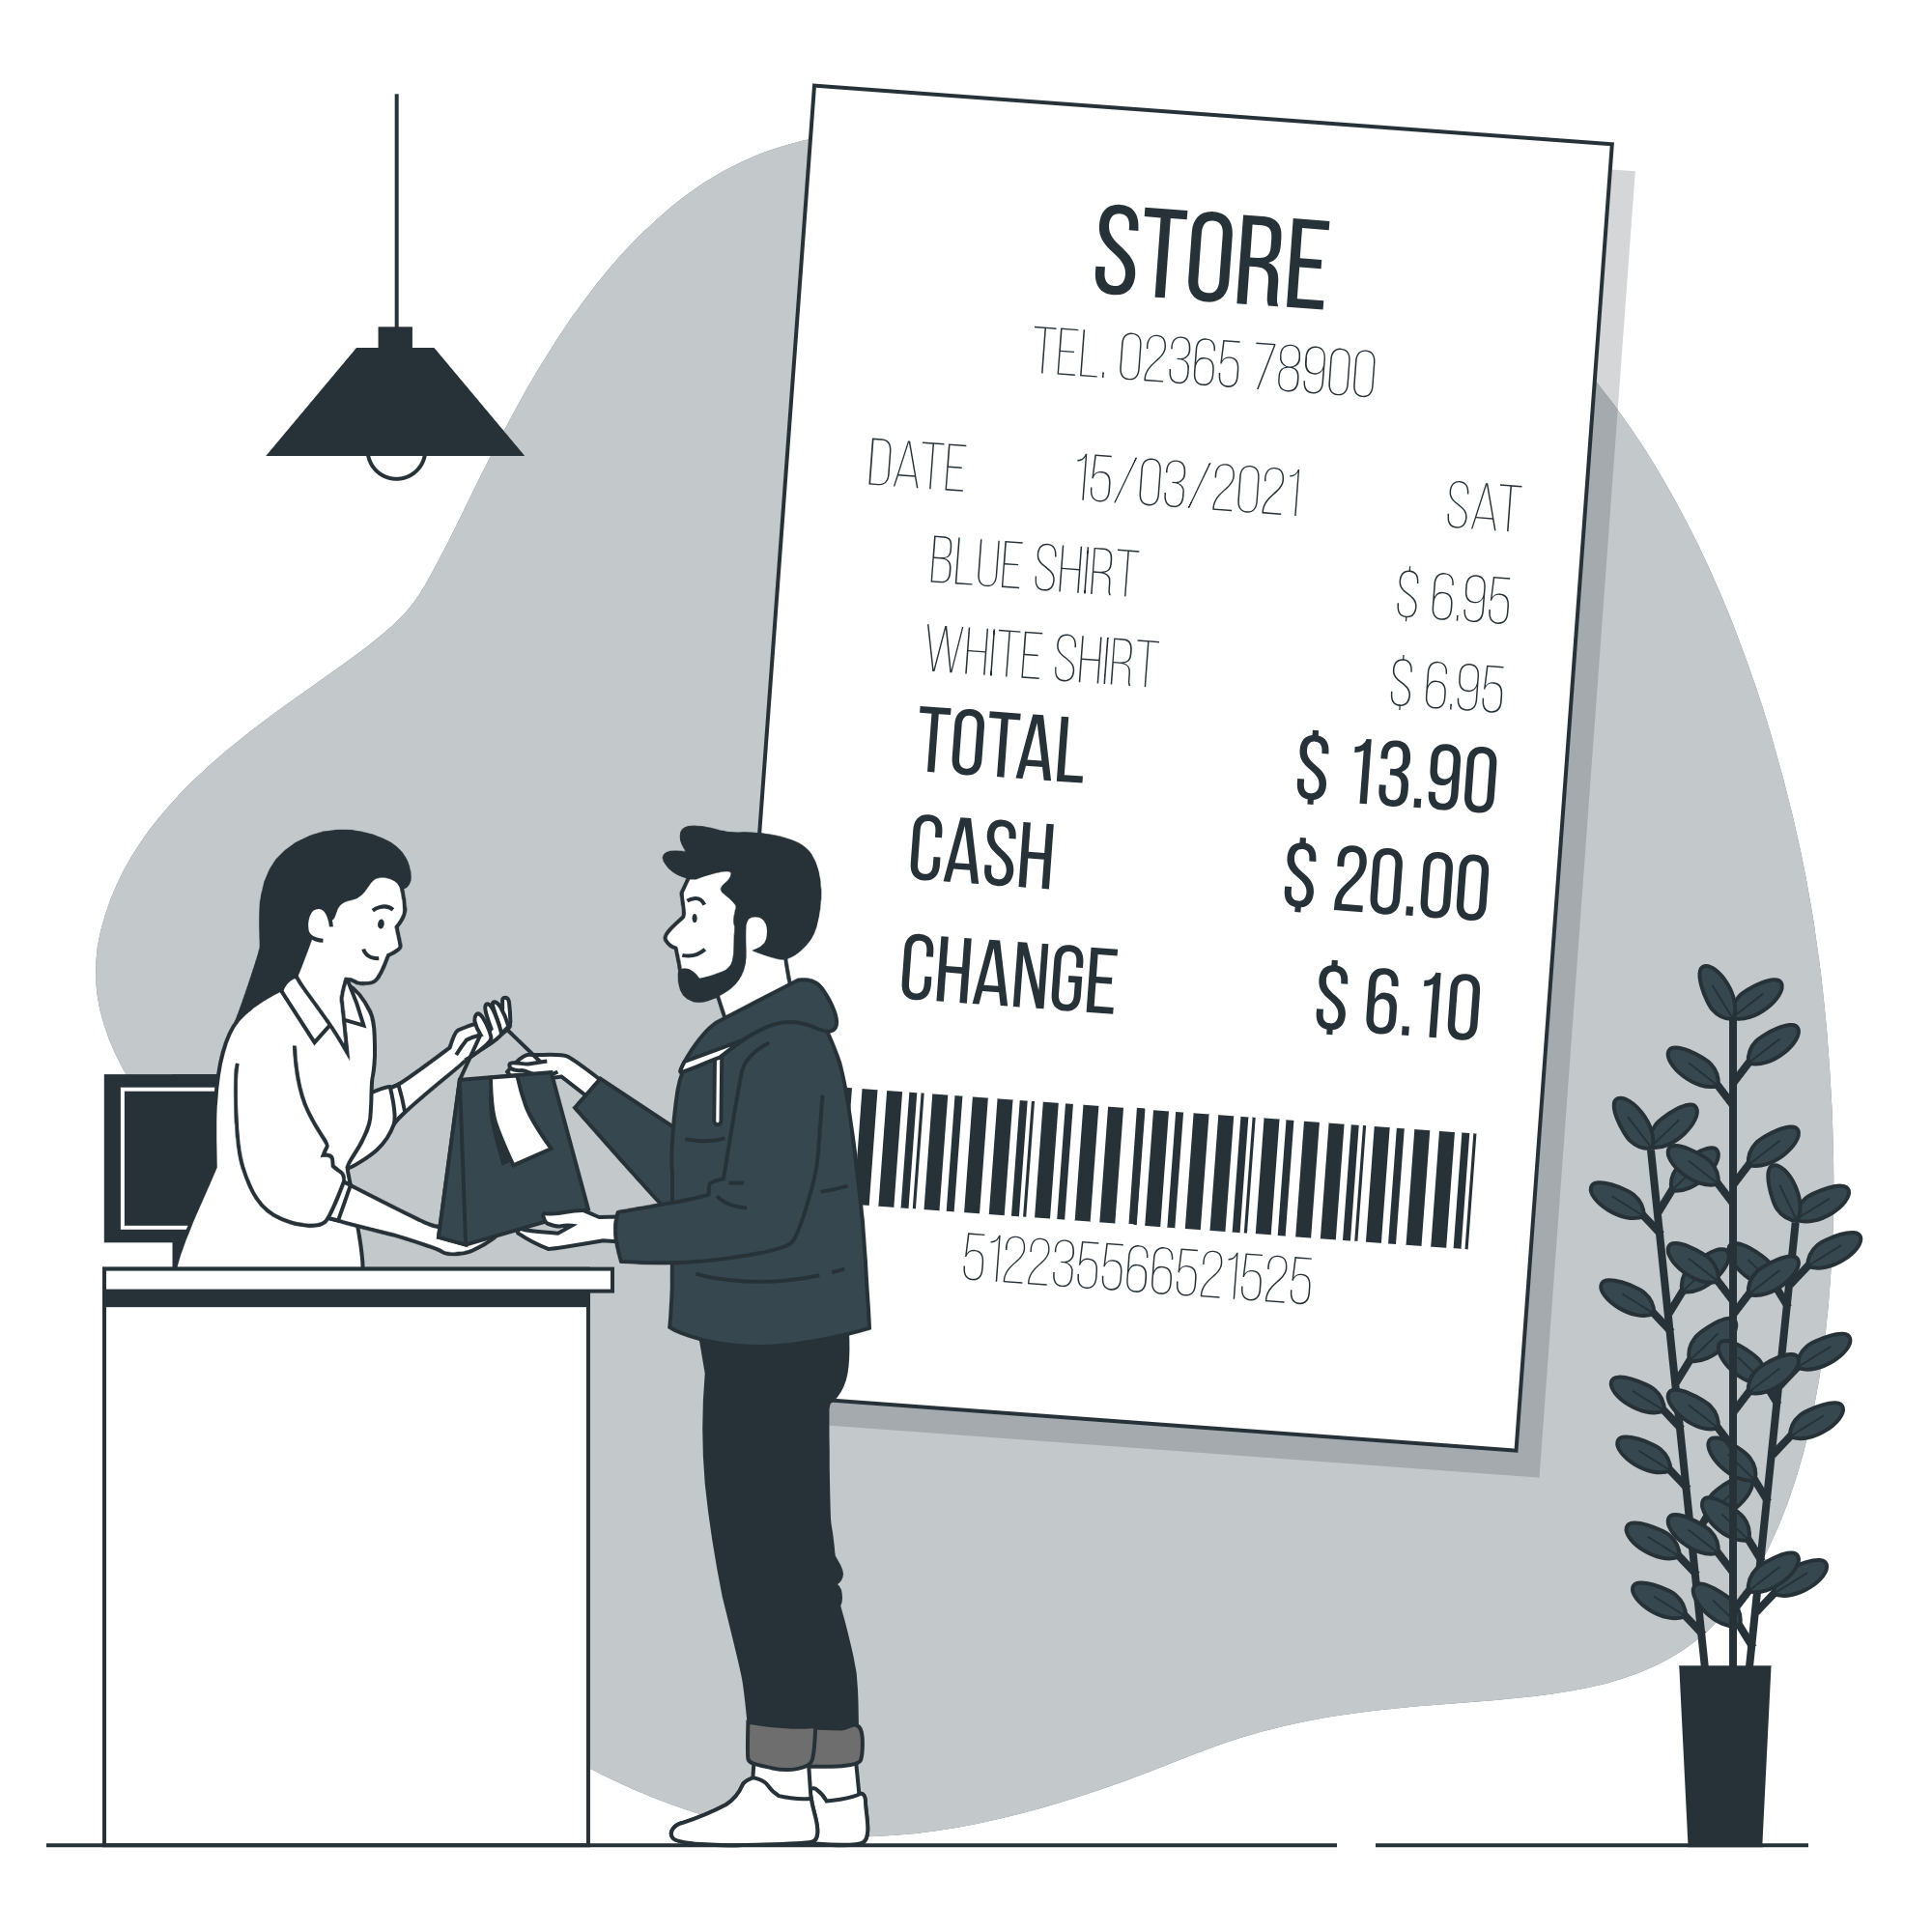 STORE
TEL. 02365 78900
DATE 15/03/2021 SAT
BLUE SHIRT $ 6,95
WHITE SHIRT $ 6,95
TOTAL $ 13.90
CASH $ 20.00
CHANGE $ 6.10
512235566521525